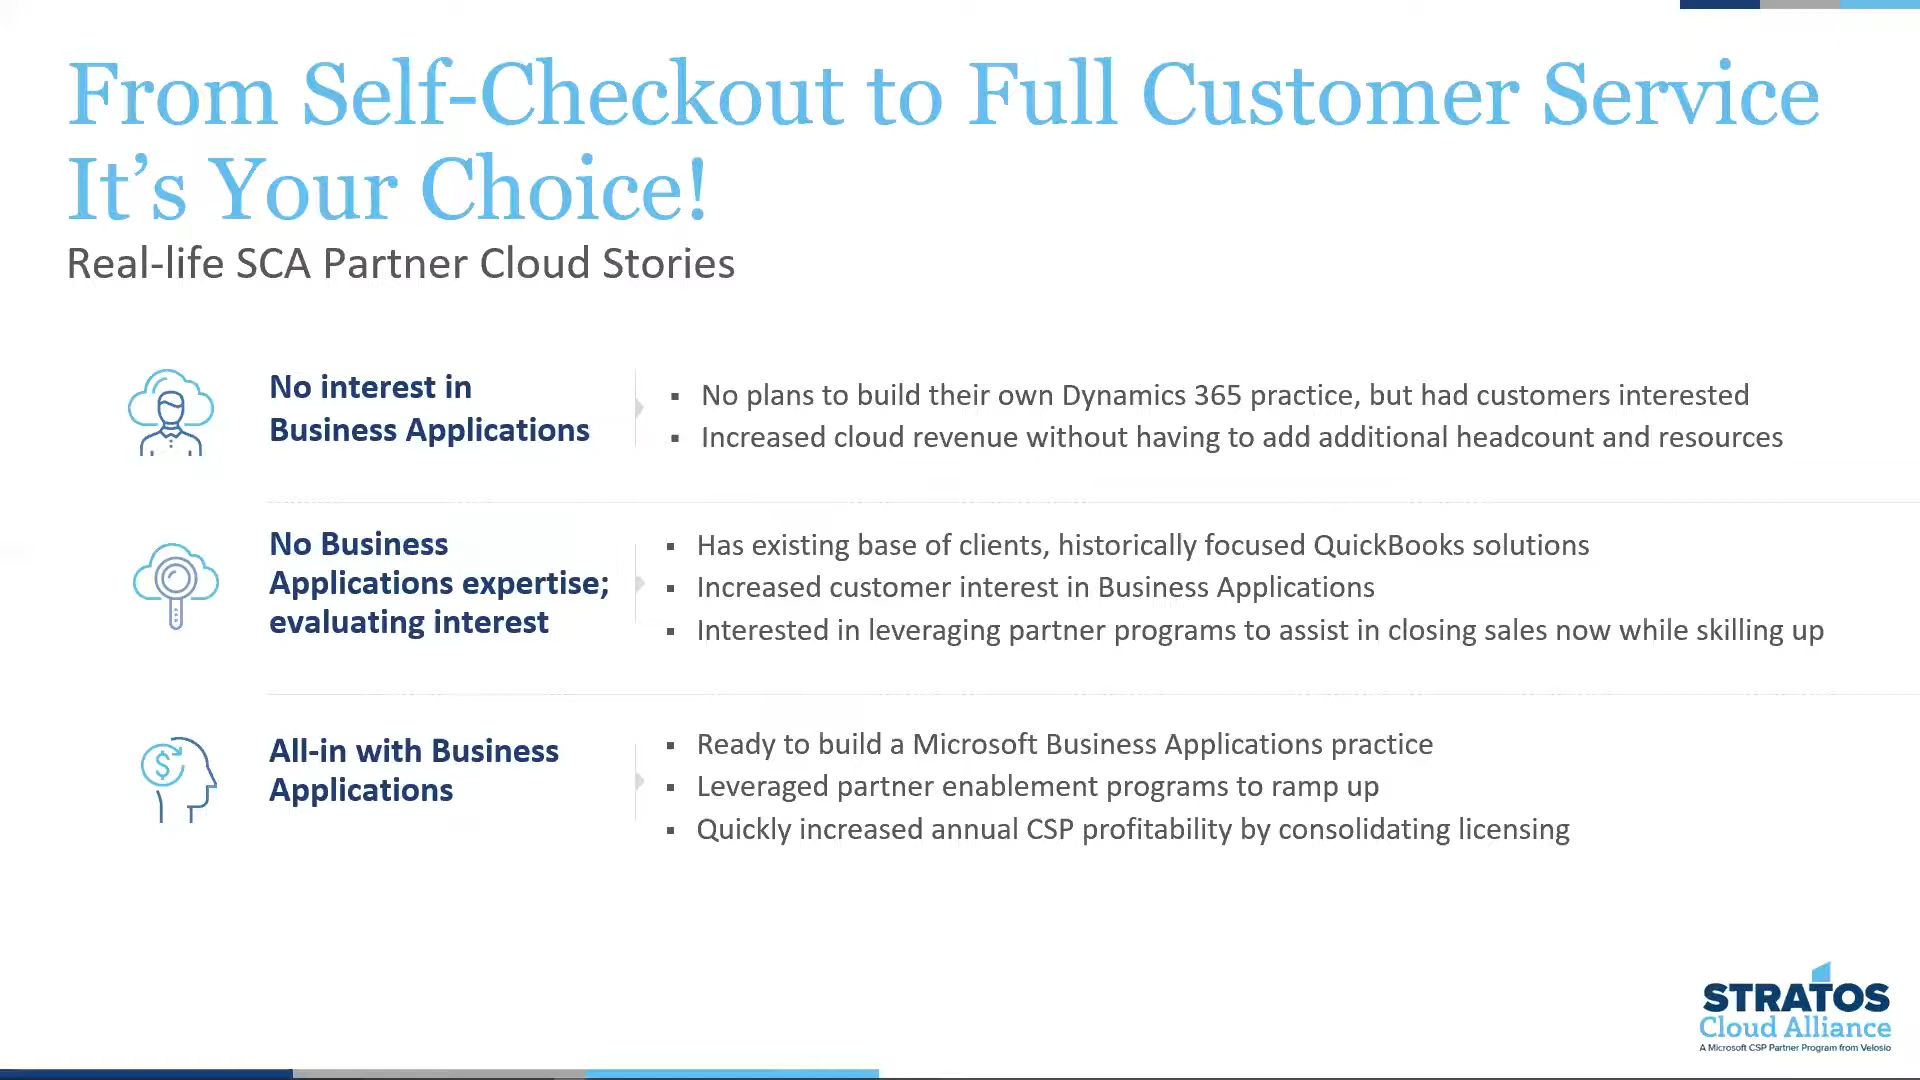 From Self-Checkout to Full Customer Service
It’s Your Choice!
Real-life SCA Partner Cloud Stories
No interest in
Business Applications
▪ No plans to build their own Dynamics 365 practice, but had customers interested
▪ Increased cloud revenue without having to add additional headcount and resources
No Business
Applications expertise;
evaluating interest
▪ Has existing base of clients, historically focused QuickBooks solutions
▪ Increased customer interest in Business Applications
▪ Interested in leveraging partner programs to assist in closing sales now while skilling up
$
All-in with Business
Applications
▪ Ready to build a Microsoft Business Applications practice
▪ Leveraged partner enablement programs to ramp up
▪ Quickly increased annual CSP profitability by consolidating licensing
STRATOS
Cloud Alliance
A Microsoft CSP Partner Program from Velosio